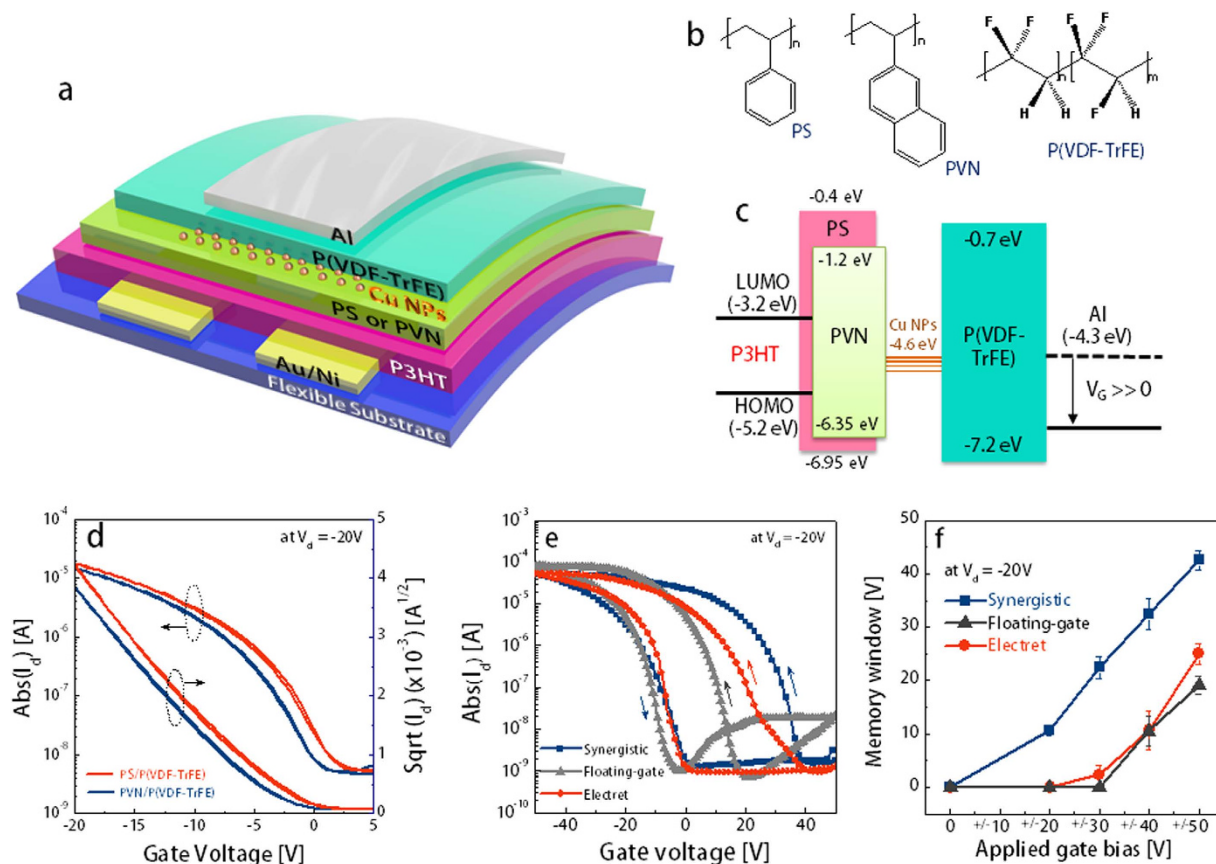 a
Al
P(VDF-TrFE)
Cu NPs
PS or PVN
P3HT
Au/Ni
Flexible Substrate
b
n
PS
n
PVN
F F F F
n m
H H F H
P(VDF-TrFE)
c
-0.4 eV
PS
-1.2 eV
LUMO
(-3.2 eV)
P3HT
HOMO
(-5.2 eV)
PVN
-6.35 eV
-6.95 eV
Cu NPs
-4.6 eV
-0.7 eV
P(VDF-
TrFE)
-7.2 eV
Al
(-4.3 eV)
V_G >> 0
d
at V_d = -20V
Abs(I_d) [A]
10^-4
10^-5
10^-6
10^-7
10^-8
10^-9
Sqrt (I_d) (x10^-3) [A^1/2]
5
4
3
2
1
0
PS/P(VDF-TrFE)
PVN/P(VDF-TrFE)
-20 -15 -10 -5 0 5
Gate Voltage [V]
e
at V_d = -20V
Abs(I_d) [A]
10^-3
10^-4
10^-5
10^-6
10^-7
10^-8
10^-9
10^-10
Synergistic
Floating-gate
Electret
-40 -20 0 20 40
Gate voltage [V]
f
at V_d = -20V
Synergistic
Floating-gate
Electret
Memory window [V]
50
40
30
20
10
0
0 +/-10 +/-20 +/-30 +/-40 +/-50
Applied gate bias [V]